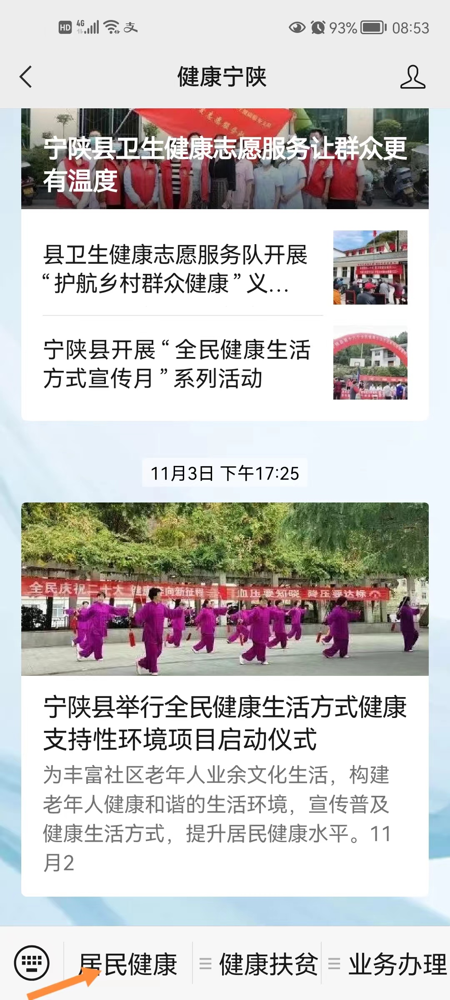 HD 4G 支 93% 08:53
健康宁陕
志愿服务
宁陕县卫生健康志愿服务让群众更
有温度
县卫生健康志愿服务队开展
“护航乡村群众健康”义...
宁陕县开展“全民健康生活
方式宣传月”系列活动
11月3日 下午17:25
全民庆祝二十大 健康 向新征程 血压要知晓 降压要达标
宁陕县举行全民健康生活方式健康
支持性环境项目启动仪式
为丰富社区老年人业余文化生活，构建
老年人健康和谐的生活环境，宣传普及
健康生活方式，提升居民健康水平。11
月2
居民健康 健康扶贫 业务办理